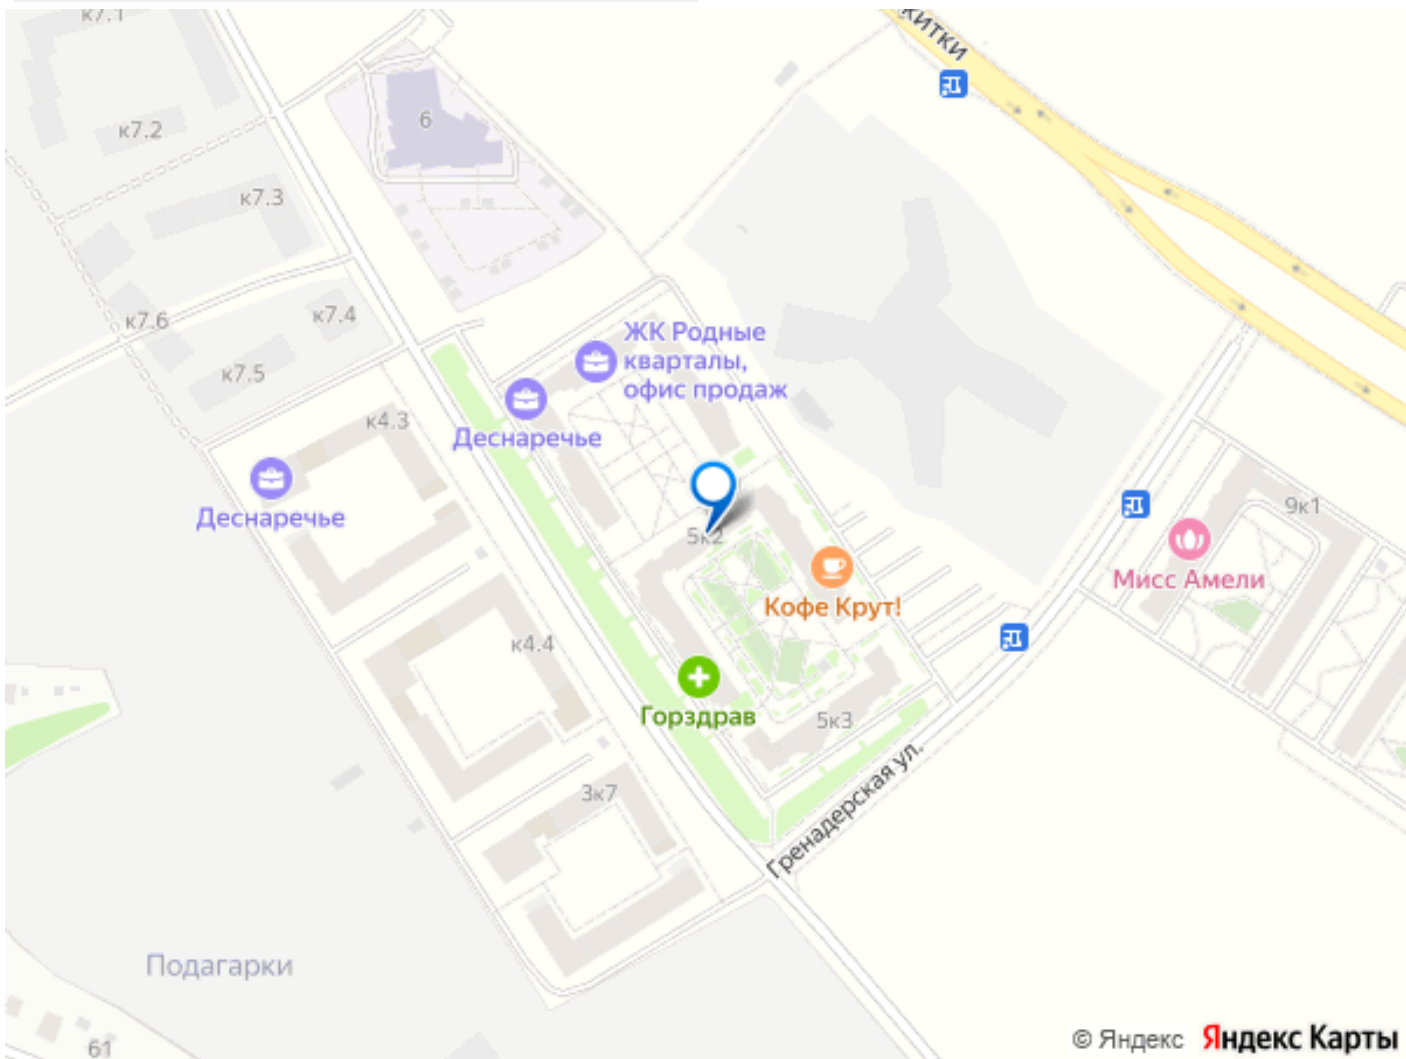 к7.1
китки
к7.2
6
к7.3
к7.6
к7.4
ЖК Родные
кварталы,
офис продаж
к7.5
к4.3
Деснаречье
Деснаречье
5к2
9к1
Мисс Амели
Кофе Крут!
к4.4
Горздрав
5к3
Гренадерская ул.
3к7
Подагарки
61
© Яндекс Яндекс Карты